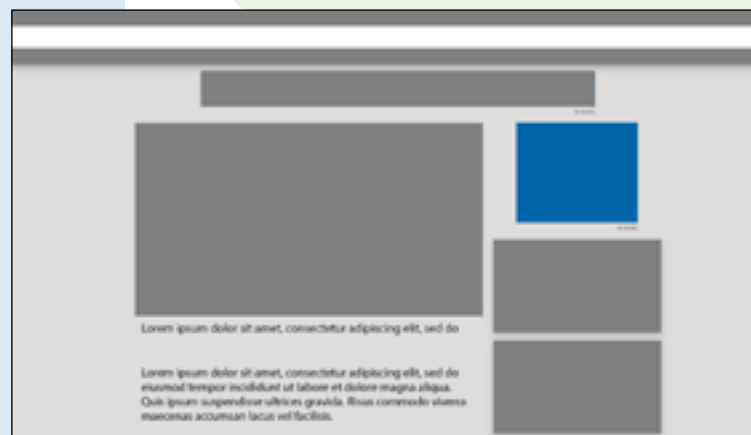 Lorem ipsum dolor sit amet, consectetur adipiscing elit, sed do
Lorem ipsum dolor sit amet, consectetur adipiscing elit, sed do
eiusmod tempor incididunt ut labore et dolore magna aliqua.
Quis ipsum suspendisse ultrices gravida. Risus commodo viverra
maecenas accumsan lacus vel facilisis.